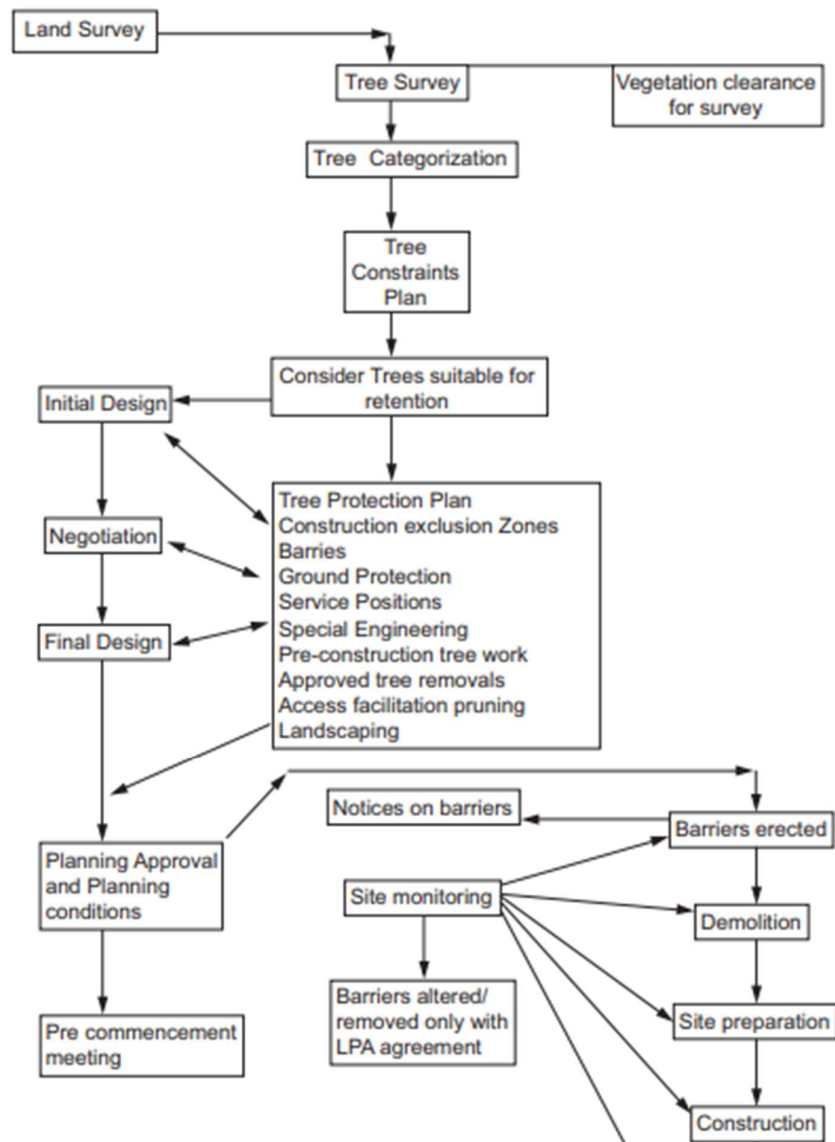 Land Survey
Tree Survey
Vegetation clearance
for survey
Tree Categorization
Tree
Constraints
Plan
Consider Trees suitable for
retention
Initial Design
Negotiation
Final Design
Tree Protection Plan
Construction exclusion Zones
Barries
Ground Protection
Service Positions
Special Engineering
Pre-construction tree work
Approved tree removals
Access facilitation pruning
Landscaping
Planning Approval
and Planning
conditions
Pre commencement
meeting
Notices on barriers
Barriers erected
Site monitoring
Demolition
Barriers altered/
removed only with
LPA agreement
Site preparation
Construction